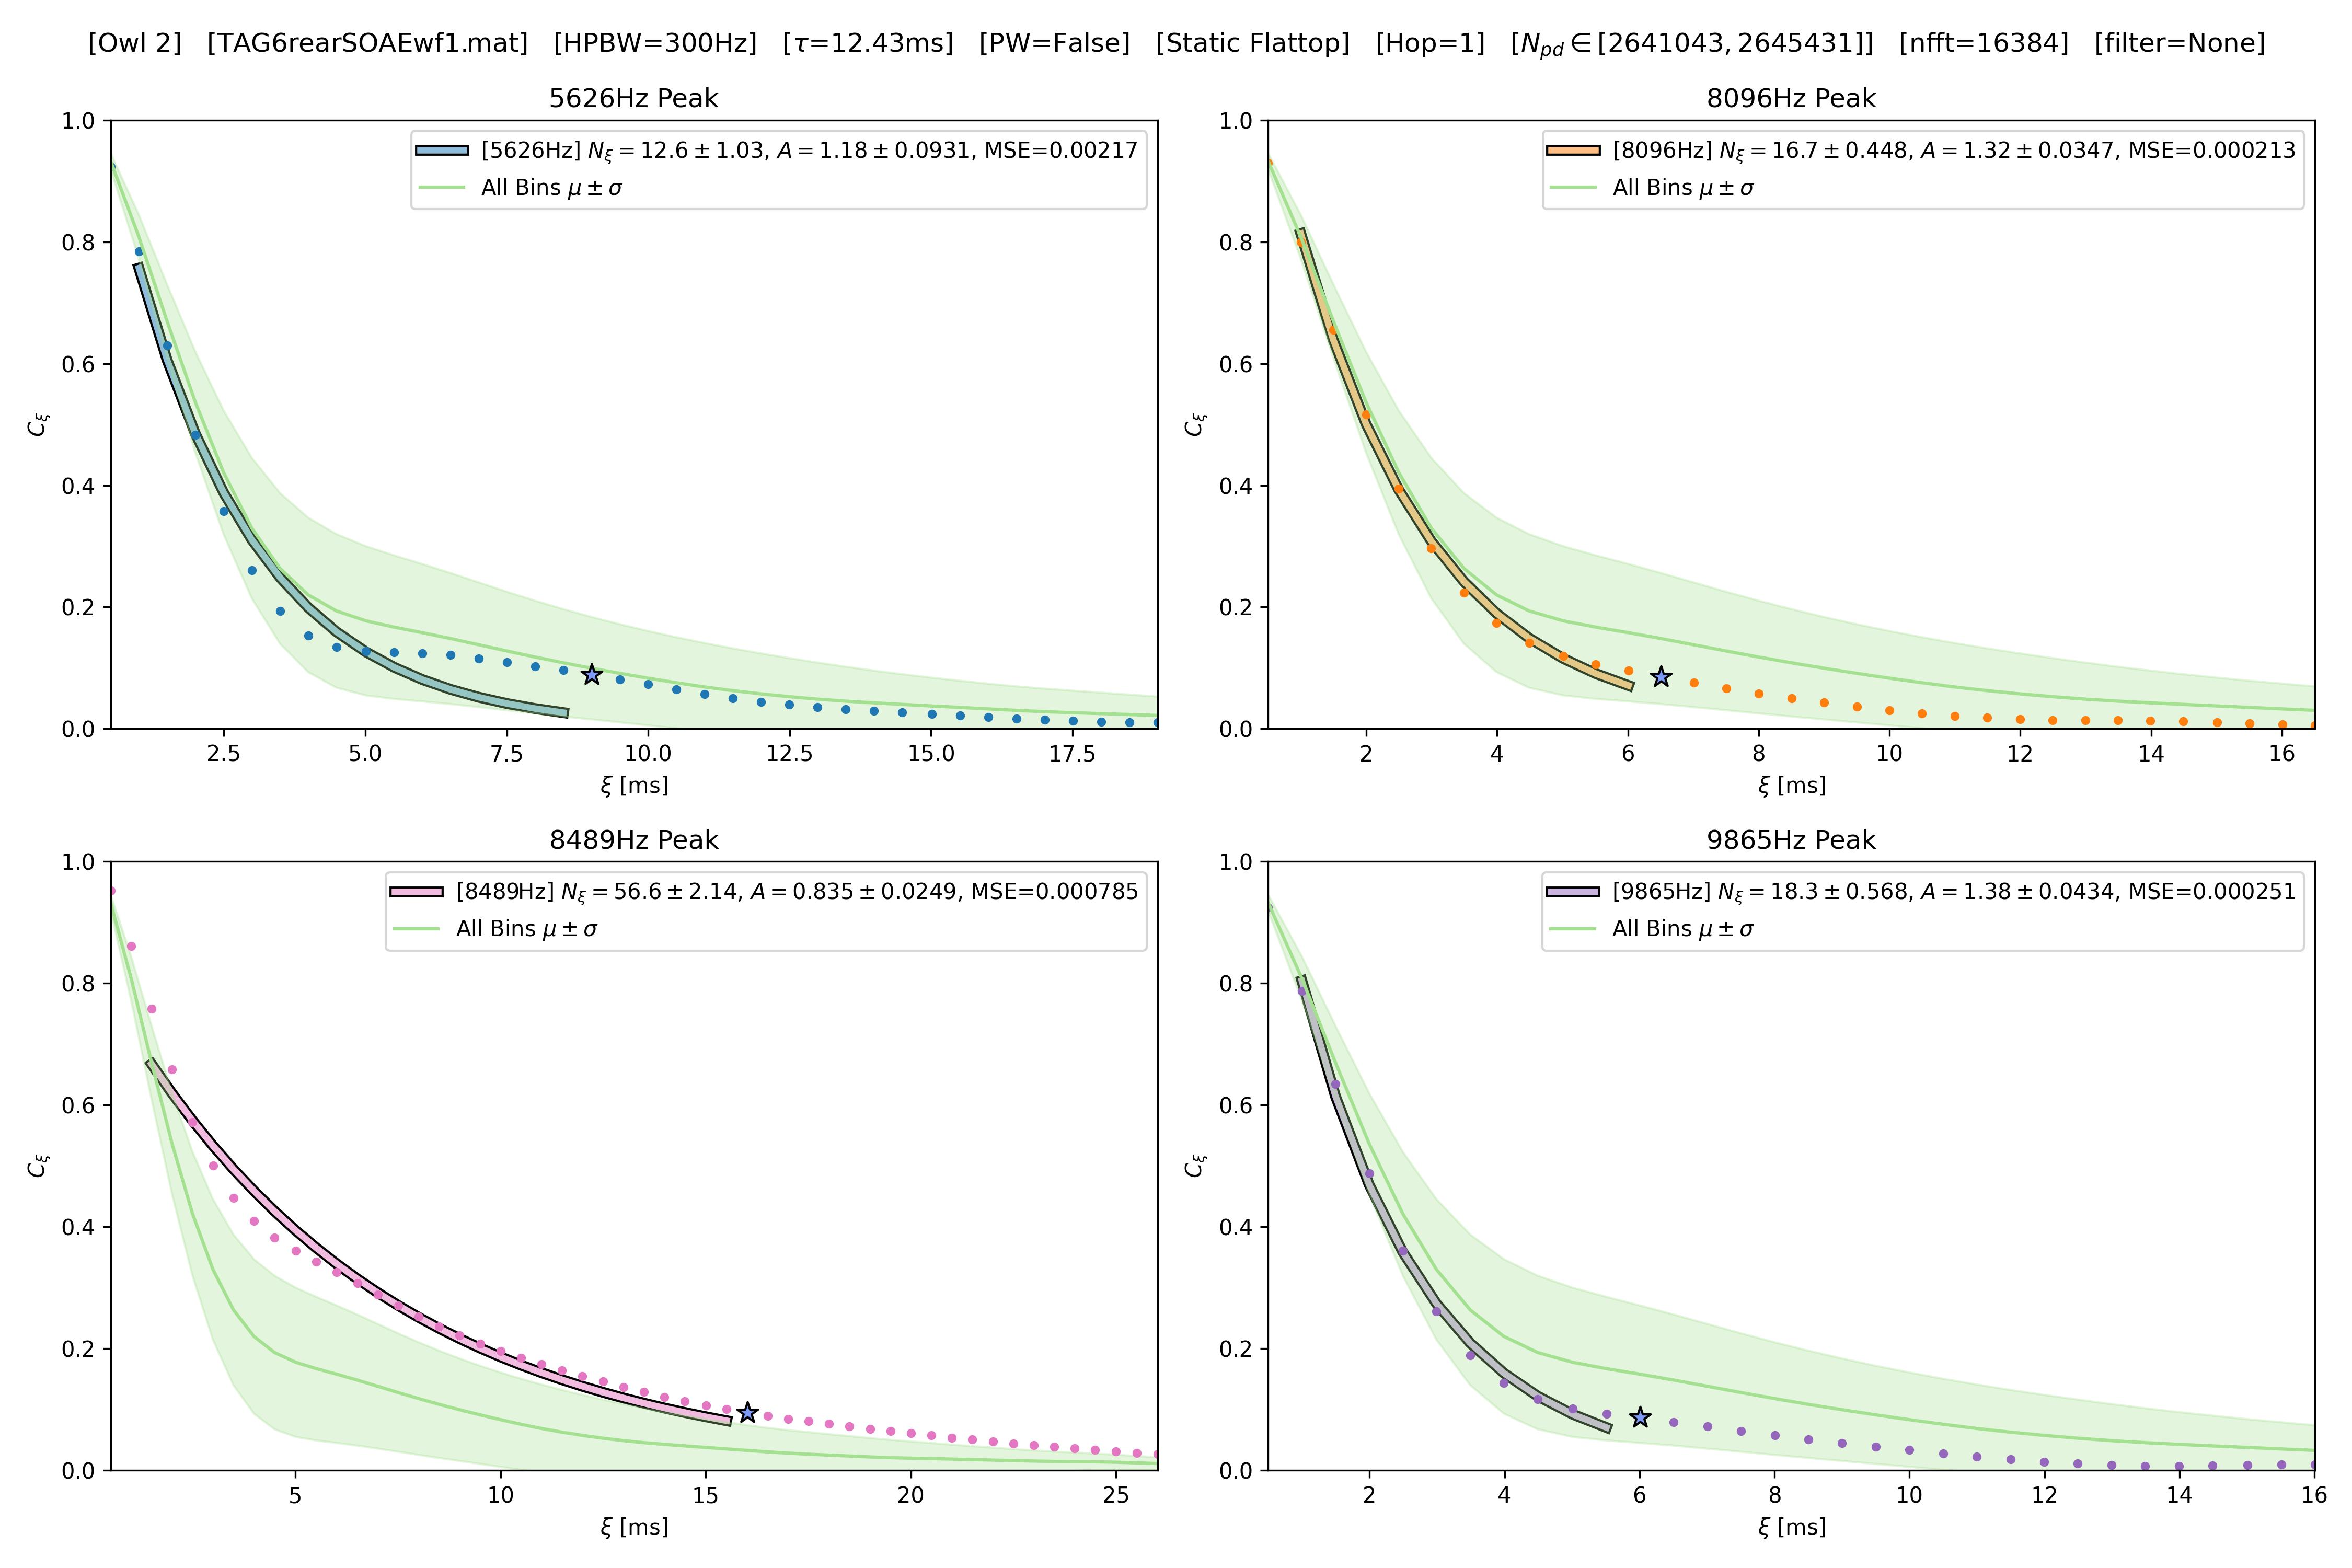 [Owl 2] [TAG6rearSOAEwf1.mat] [HPBW=300Hz] [τ=12.43ms] [PW=False] [Static Flattop] [Hop=1] [N_pd ∈ [2641043, 2645431]] [nfft=16384] [filter=None]
5626Hz Peak
[5626Hz] N_ξ = 12.6 ± 1.03, A = 1.18 ± 0.0931, MSE=0.00217
All Bins μ ± σ
1.0
0.8
0.6
0.4
0.2
0.0
C_ξ
2.5 5.0 7.5 10.0 12.5 15.0 17.5
ξ [ms]
8096Hz Peak
[8096Hz] N_ξ = 16.7 ± 0.448, A = 1.32 ± 0.0347, MSE=0.000213
All Bins μ ± σ
1.0
0.8
0.6
0.4
0.2
0.0
C_ξ
2 4 6 8 10 12 14 16
ξ [ms]
8489Hz Peak
[8489Hz] N_ξ = 56.6 ± 2.14, A = 0.835 ± 0.0249, MSE=0.000785
All Bins μ ± σ
1.0
0.8
0.6
0.4
0.2
0.0
C_ξ
5 10 15 20 25
ξ [ms]
9865Hz Peak
[9865Hz] N_ξ = 18.3 ± 0.568, A = 1.38 ± 0.0434, MSE=0.000251
All Bins μ ± σ
1.0
0.8
0.6
0.4
0.2
0.0
C_ξ
2 4 6 8 10 12 14 16
ξ [ms]